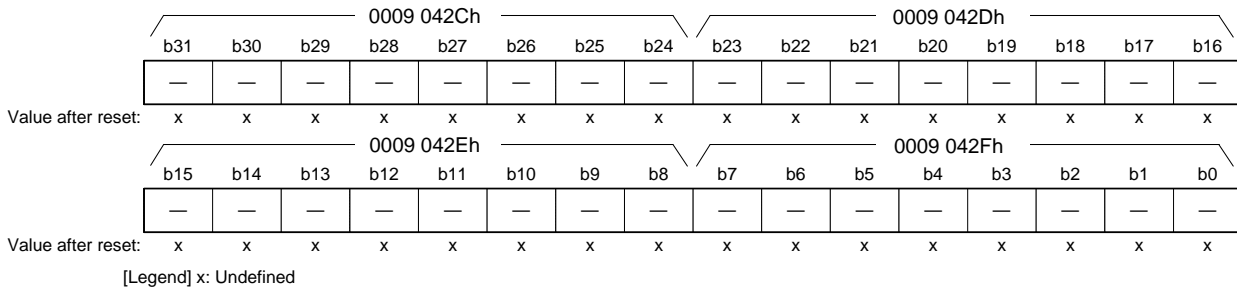 0009 042Ch 0009 042Dh
b31 b30 b29 b28 b27 b26 b25 b24 b23 b22 b21 b20 b19 b18 b17 b16
— — — — — — — — — — — — — — — —
Value after reset: x x x x x x x x x x x x x x x x
0009 042Eh 0009 042Fh
b15 b14 b13 b12 b11 b10 b9 b8 b7 b6 b5 b4 b3 b2 b1 b0
— — — — — — — — — — — — — — — —
Value after reset: x x x x x x x x x x x x x x x x
[Legend] x: Undefined